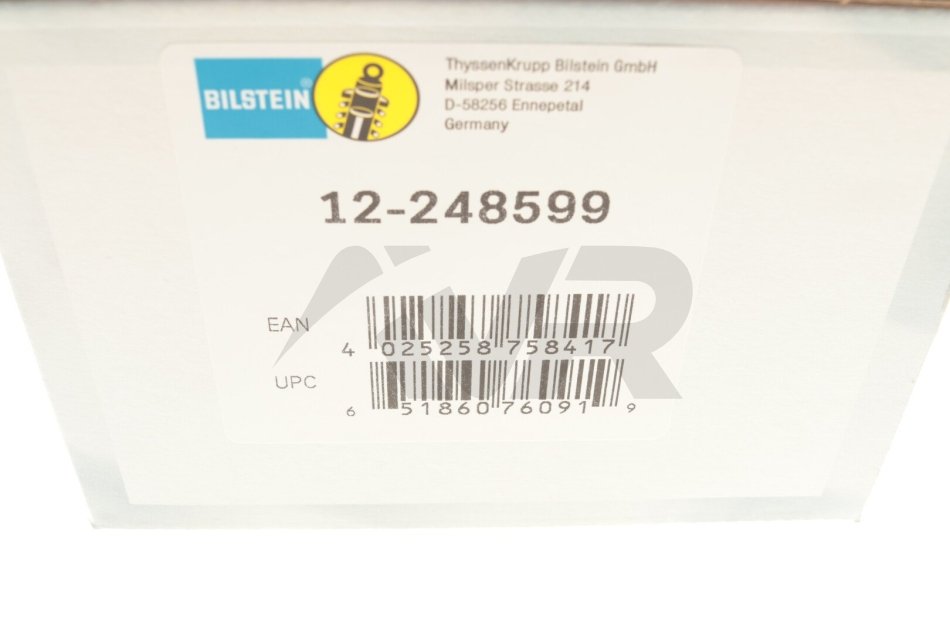 BILSTEIN®
ThyssenKrupp Bilstein GmbH
Milsper Strasse 214
D-58256 Ennepetal
Germany
12-248599
VR
EAN
4 025258 758417
UPC
6 51860 76091 9